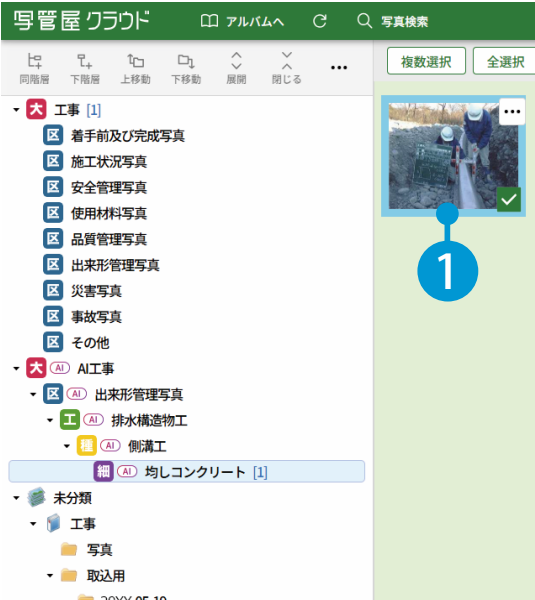 写管屋クラウド アルバムへ 写真検索
同階層 下階層 上移動 下移動 展開 閉じる
複数選択 全選択
大 工事 [1]
区 着手前及び完成写真
区 施工状況写真
区 安全管理写真
区 使用材料写真
区 品質管理写真
区 出来形管理写真
区 災害写真
区 事故写真
区 その他
大 AI AI工事
区 AI 出来形管理写真
工 AI 排水構造物工
種 AI 側溝工
細 AI 均しコンクリート [1]
未分類
工事
写真
取込用
1